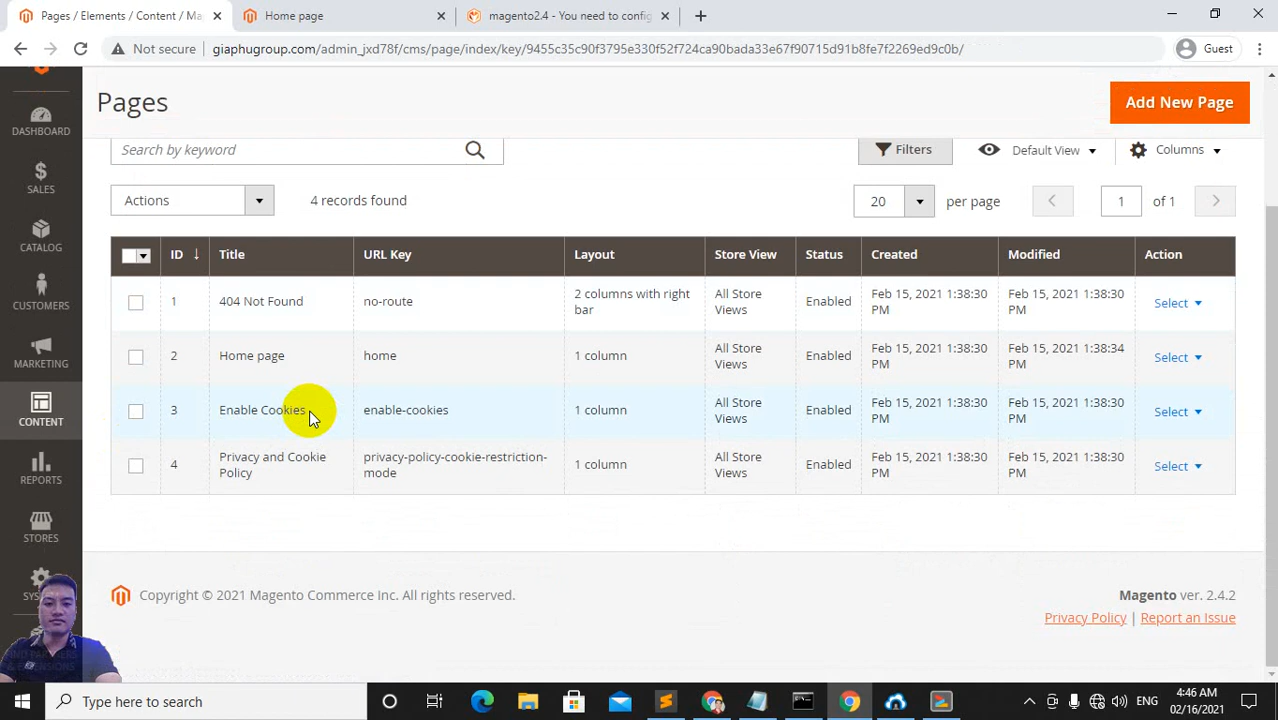 Pages / Elements / Content / Ma
Home page
magento2.4 - You need to config
Not secure
giaphugroup.com/admin_jxd78f/cms/page/index/key/9455c35c90f3795e330f52f724ca90bada33e67f90715d91b8fe7f2269ed9c0b/
Guest
Pages
Add New Page
DASHBOARD
SALES
CATALOG
CUSTOMERS
MARKETING
CONTENT
REPORTS
STORES
Search by keyword
Filters
Default View
Columns
Actions
4 records found
20
per page
1
of 1
ID ↓ Title URL Key Layout Store View Status Created Modified Action
1 404 Not Found no-route 2 columns with right bar All Store Views Enabled Feb 15, 2021 1:38:30 PM Feb 15, 2021 1:38:30 PM Select
2 Home page home 1 column All Store Views Enabled Feb 15, 2021 1:38:30 PM Feb 15, 2021 1:38:34 PM Select
3 Enable Cookies enable-cookies 1 column All Store Views Enabled Feb 15, 2021 1:38:30 PM Feb 15, 2021 1:38:30 PM Select
4 Privacy and Cookie Policy privacy-policy-cookie-restriction-mode 1 column All Store Views Enabled Feb 15, 2021 1:38:30 PM Feb 15, 2021 1:38:30 PM Select
Copyright © 2021 Magento Commerce Inc. All rights reserved.
Magento ver. 2.4.2
Privacy Policy | Report an Issue
FIND PARTNERS
& EXTENSIONS
Type here to search
ENG
4:46 AM
02/16/2021